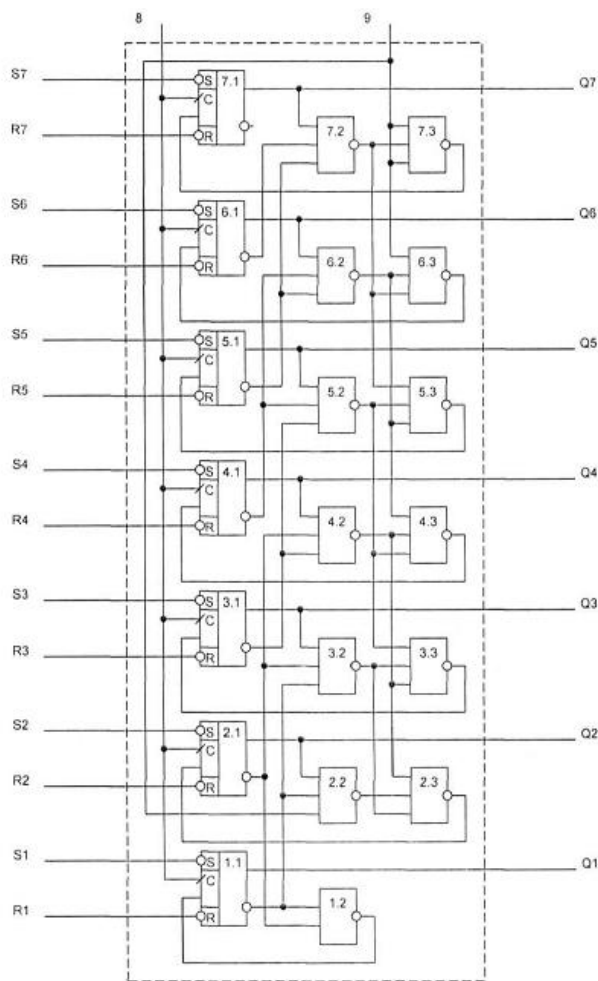 8 9
S7 S 7.1 Q7
C
R7 R 7.2 7.3
S6 S 6.1 Q6
C
R6 R 6.2 6.3
S5 S 5.1 Q5
C
R5 R 5.2 5.3
S4 S 4.1 Q4
C
R4 R 4.2 4.3
S3 S 3.1 Q3
C
R3 R 3.2 3.3
S2 S 2.1 Q2
C
R2 R 2.2 2.3
S1 S 1.1 Q1
C
R1 R 1.2